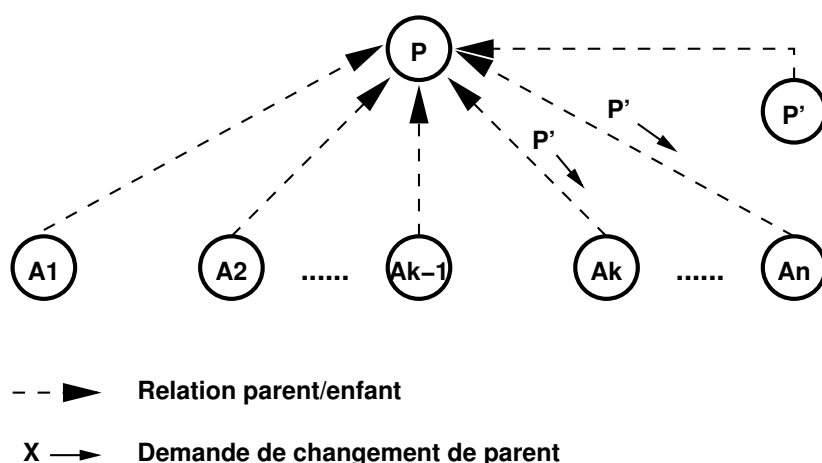 P
P'
P'
P'
A1
A2
......
Ak−1
Ak
......
An
Relation parent/enfant
X
Demande de changement de parent